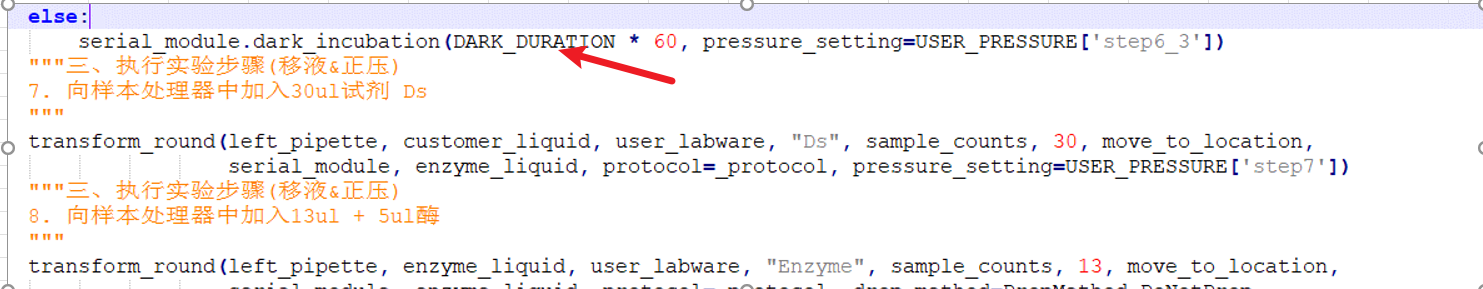 else:
serial_module.dark_incubation(DARK_DURATION * 60, pressure_setting=USER_PRESSURE['step6_3'])
"""三、执行实验步骤(移液&正压)
7. 向样本处理器中加入30ul试剂 Ds
"""
transform_round(left_pipette, customer_liquid, user_labware, "Ds", sample_counts, 30, move_to_location,
serial_module, enzyme_liquid, protocol=_protocol, pressure_setting=USER_PRESSURE['step7'])
"""三、执行实验步骤(移液&正压)
8. 向样本处理器中加入13ul + 5ul酶
"""
transform_round(left_pipette, enzyme_liquid, user_labware, "Enzyme", sample_counts, 13, move_to_location,